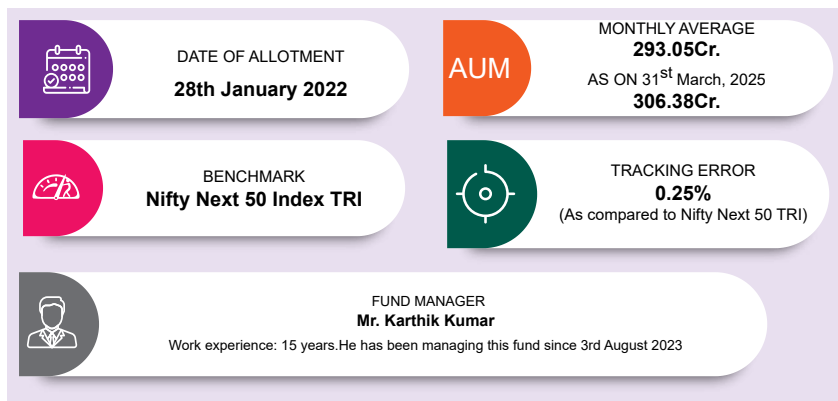 DATE OF ALLOTMENT
28th January 2022
AUM
MONTHLY AVERAGE
293.05Cr.
AS ON 31st March, 2025
306.38Cr.
BENCHMARK
Nifty Next 50 Index TRI
TRACKING ERROR
0.25%
(As compared to Nifty Next 50 TRI)
FUND MANAGER
Mr. Karthik Kumar
Work experience: 15 years.He has been managing this fund since 3rd August 2023